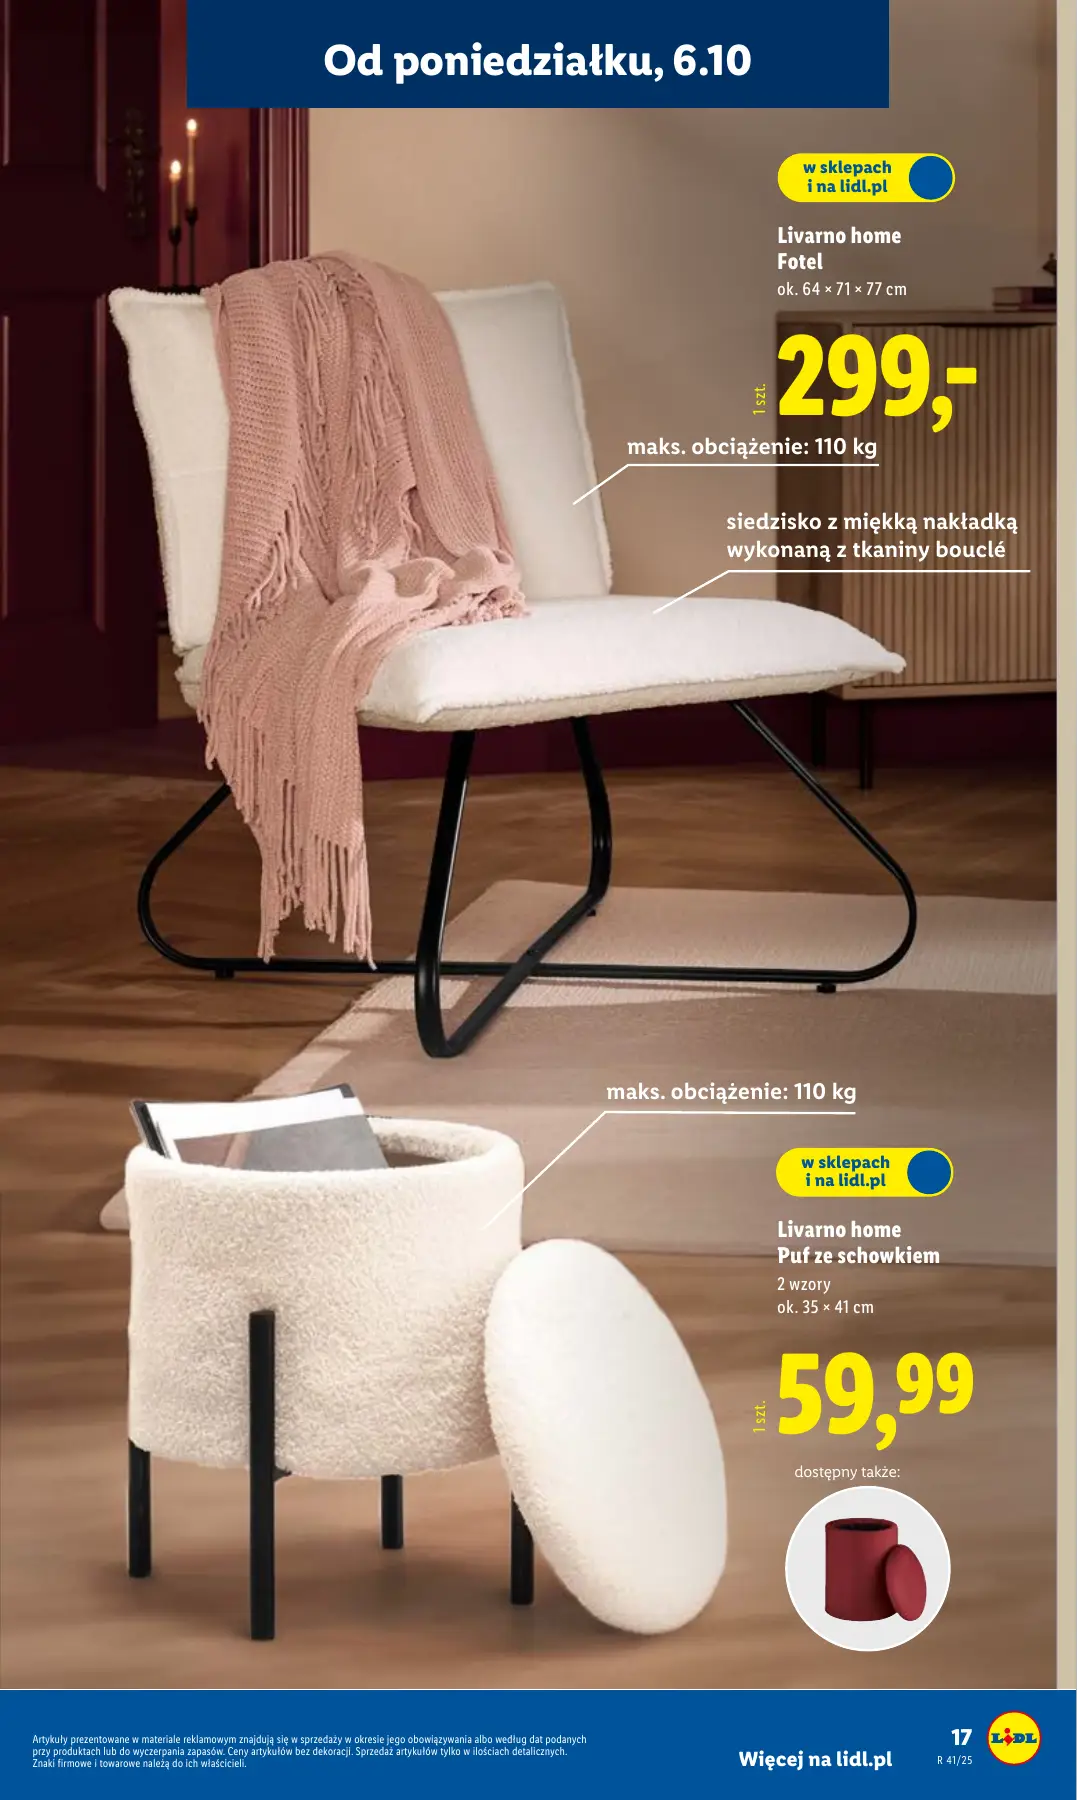 Od poniedziałku, 6.10
w sklepach
i na lidl.pl
Livarno home
Fotel
ok. 64 × 71 × 77 cm
1 szt.
299,-
maks. obciążenie: 110 kg
siedzisko z miękką nakładką
wykonaną z tkaniny bouclé
maks. obciążenie: 110 kg
w sklepach
i na lidl.pl
Livarno home
Puf ze schowkiem
2 wzory
ok. 35 × 41 cm
1 szt.
59,99
dostępny także:
Artykuły prezentowane w materiale reklamowym znajdują się w sprzedaży w okresie jego obowiązywania albo według dat podanych
przy produktach lub do wyczerpania zapasów. Ceny artykułów bez dekoracji. Sprzedaż artykułów tylko w ilościach detalicznych.
Znaki firmowe i towarowe należą do ich właścicieli.
Więcej na lidl.pl
17
R 41/25
LIDL